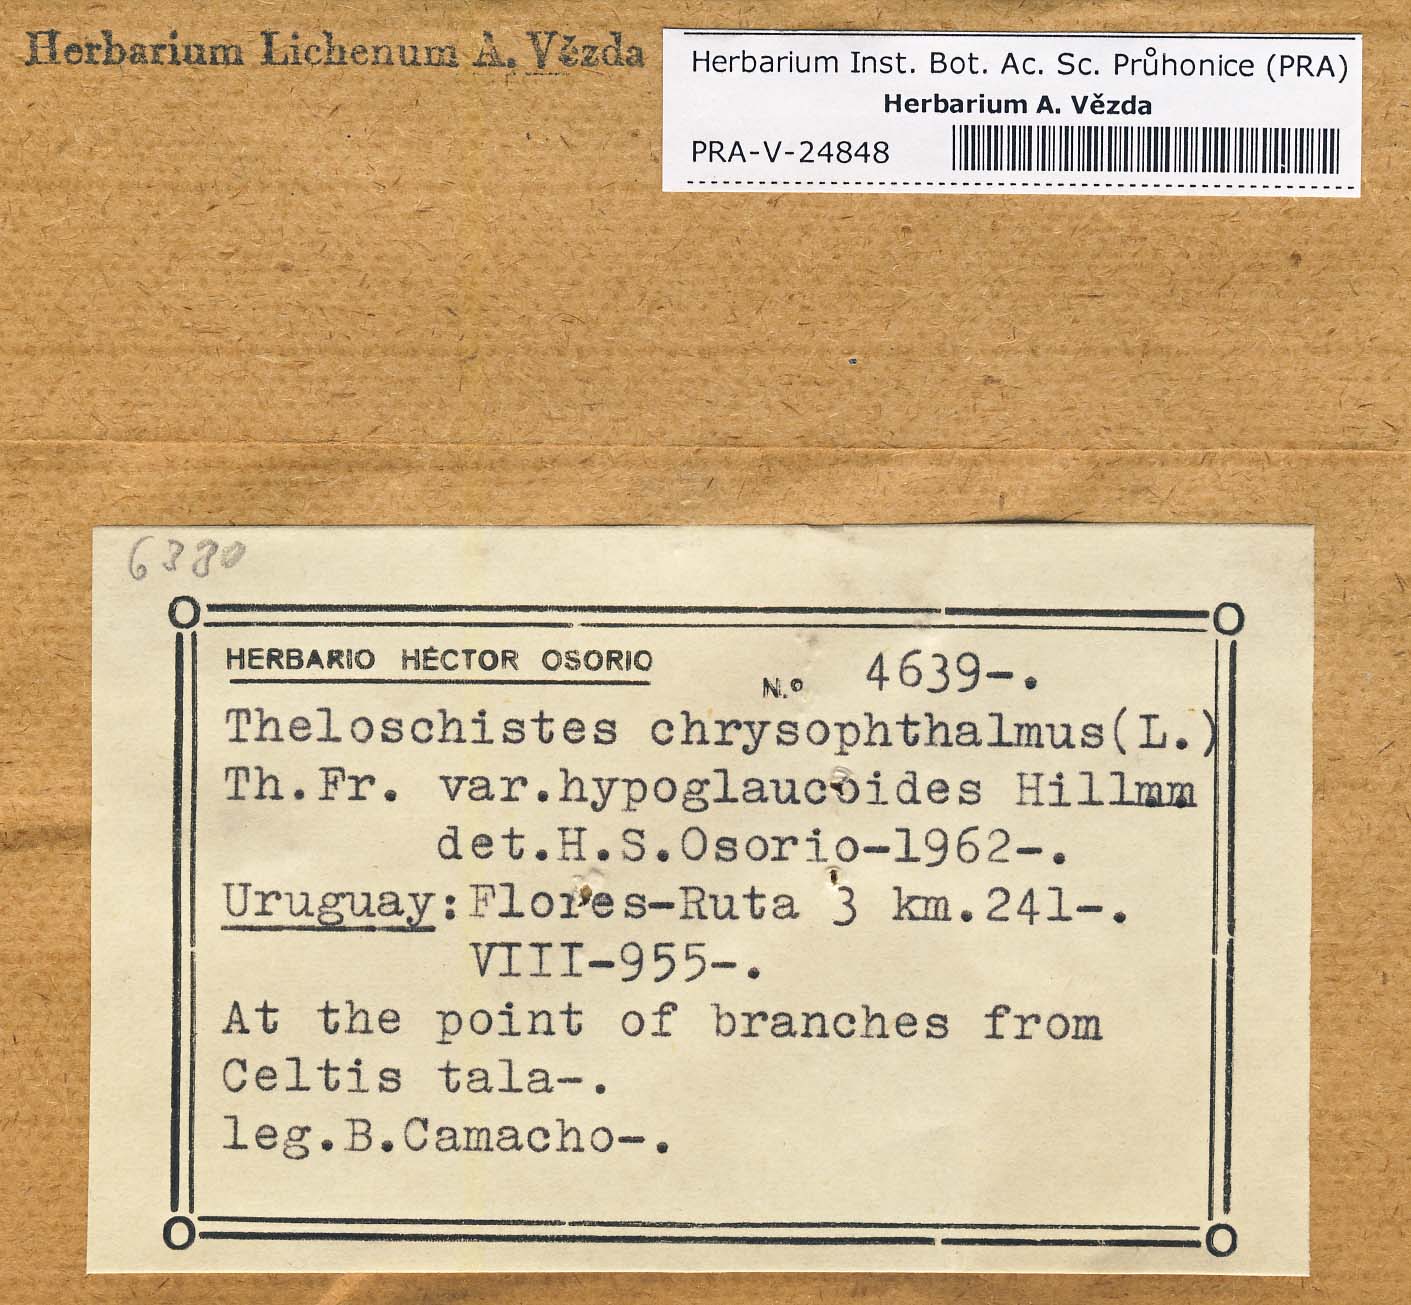 Herbarium Lichenum A. Vězda
Herbarium Inst. Bot. Ac. Sc. Průhonice (PRA)
Herbarium A. Vězda
PRA-V-24848
6380
HERBARIO HÉCTOR OSORIO
N.º 4639-.
Theloschistes chrysophthalmus(L.)
Th.Fr. var.hypoglaucoides Hillmm
det.H.S.Osorio-1962-.
Uruguay:Flores-Ruta 3 km.241-.
VIII-955-.
At the point of branches from
Celtis tala-.
leg.B.Camacho-.